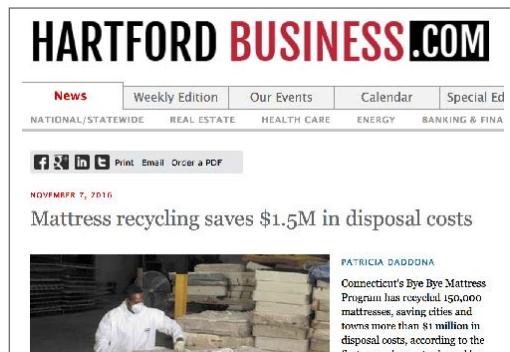 HARTFORD BUSINESS.COM
News Weekly Edition Our Events Calendar Special Ed
NATIONAL/STATEWIDE REAL ESTATE HEALTH CARE ENERGY BANKING & FINA
Print Email Order a PDF
NOVEMBER 7, 2016
Mattress recycling saves $1.5M in disposal costs
PATRICIA DADDONA
Connecticut's Bye Bye Mattress
Program has recycled 150,000
mattresses, saving cities and
towns more than $1 million in
disposal costs, according to the